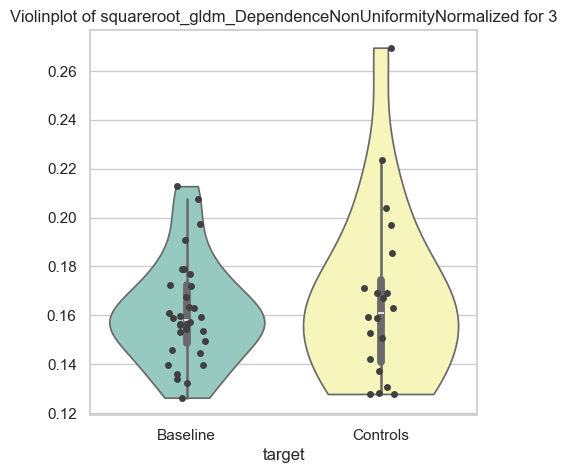 Violinplot of squareroot_gldm_DependenceNonUniformityNormalized for 3
0.26
0.24
0.22
0.20
0.18
0.16
0.14
0.12
Baseline
Controls
target